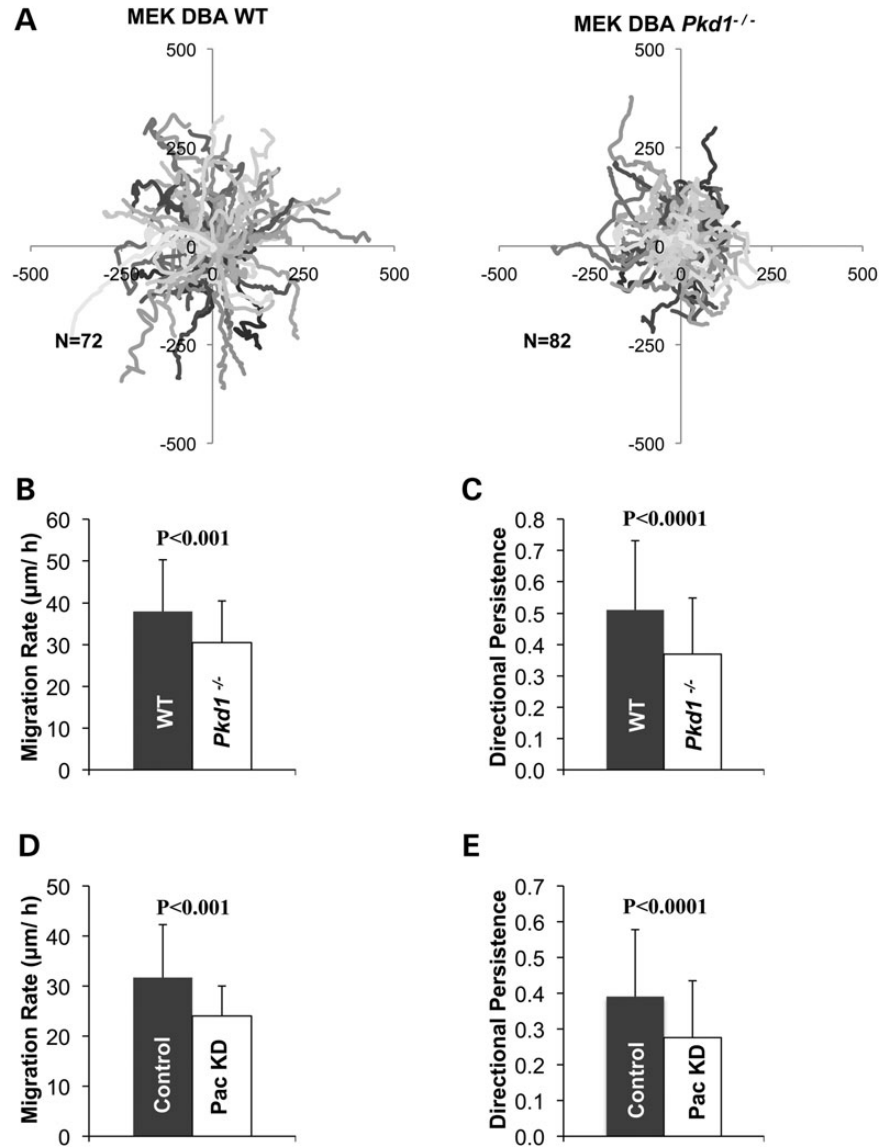 A
MEK DBA WT
MEK DBA Pkd1-/-
500
250
0
-500
-250
250
500
-250
-500
N=72
500
250
0
-500
-250
250
500
-250
-500
N=82
B
Migration Rate (µm/ h)
60
50
40
30
20
10
0
P<0.001
WT
Pkd1 -/-
C
Directional Persistence
0.8
0.7
0.6
0.5
0.4
0.3
0.2
0.1
0.0
P<0.0001
WT
Pkd1 -/-
D
Migration Rate (µm/ h)
50
40
30
20
10
0
P<0.001
Control
Pac KD
E
Directional Persistence
0.7
0.6
0.5
0.4
0.3
0.2
0.1
0.0
P<0.0001
Control
Pac KD